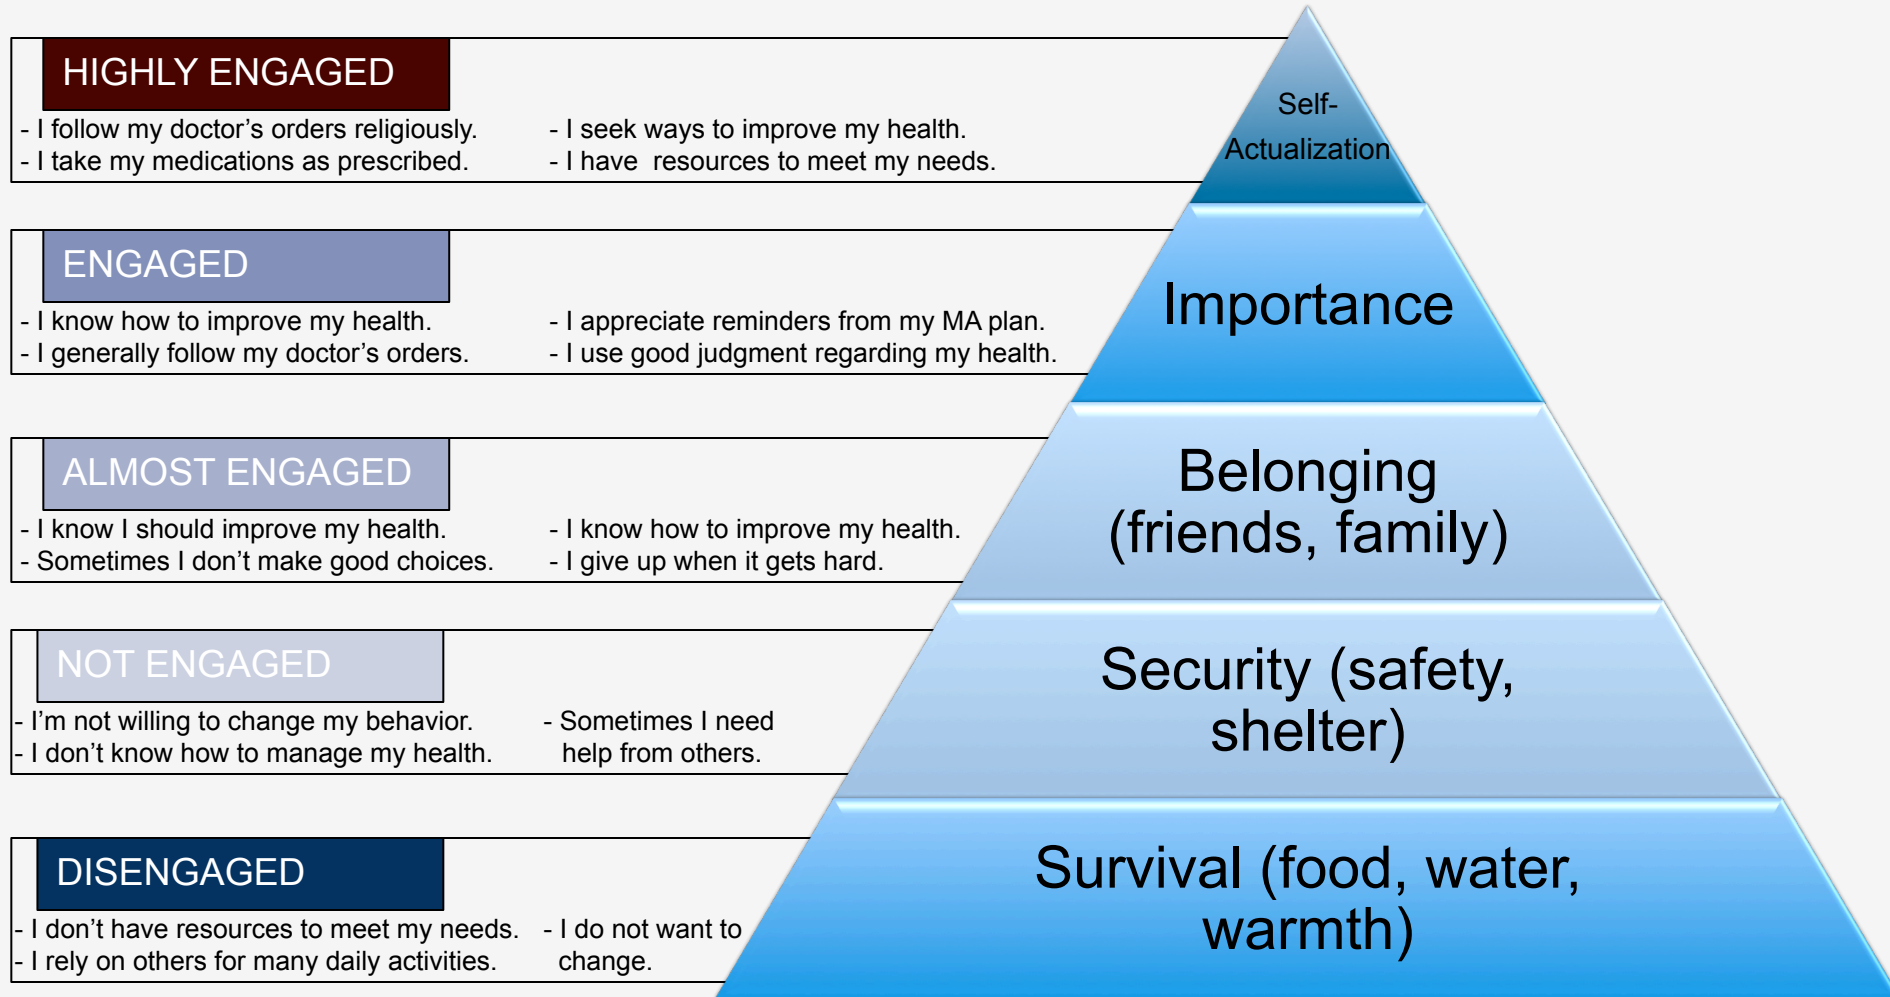 HIGHLY ENGAGED
- I follow my doctor’s orders religiously.
- I take my medications as prescribed.
- I seek ways to improve my health.
- I have  resources to meet my needs.
Self-
Actualization
ENGAGED
- I know how to improve my health.
- I generally follow my doctor’s orders.
- I appreciate reminders from my MA plan.
- I use good judgment regarding my health.
Importance
ALMOST ENGAGED
- I know I should improve my health.
- Sometimes I don’t make good choices.
- I know how to improve my health.
- I give up when it gets hard.
Belonging
(friends, family)
NOT ENGAGED
- I’m not willing to change my behavior.
- I don’t know how to manage my health.
- Sometimes I need
help from others.
Security (safety,
shelter)
DISENGAGED
- I don’t have resources to meet my needs.
- I rely on others for many daily activities.
- I do not want to
change.
Survival (food, water,
warmth)